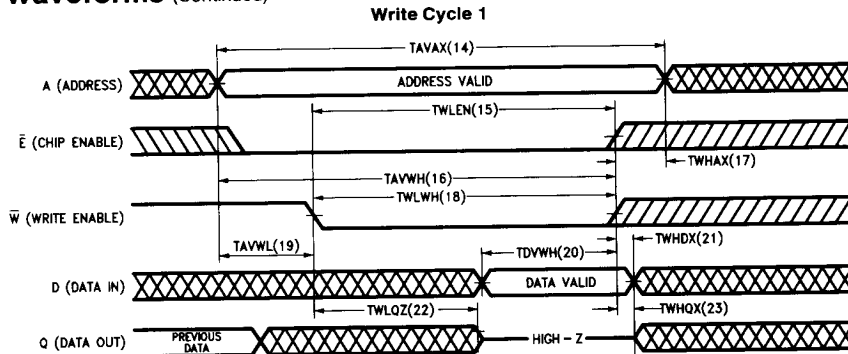 Waveforms (Continued)
Write Cycle 1
TAVAX(14)
A (ADDRESS)
ADDRESS VALID
TWLEN(15)
E̅ (CHIP ENABLE)
TWHAX(17)
TAVWH(16)
TWLWH(18)
W̅ (WRITE ENABLE)
TAVWL(19)
TDVWH(20)
TWHDX(21)
D (DATA IN)
DATA VALID
TWLQZ(22)
TWHQX(23)
Q (DATA OUT)
PREVIOUS
DATA
HIGH - Z